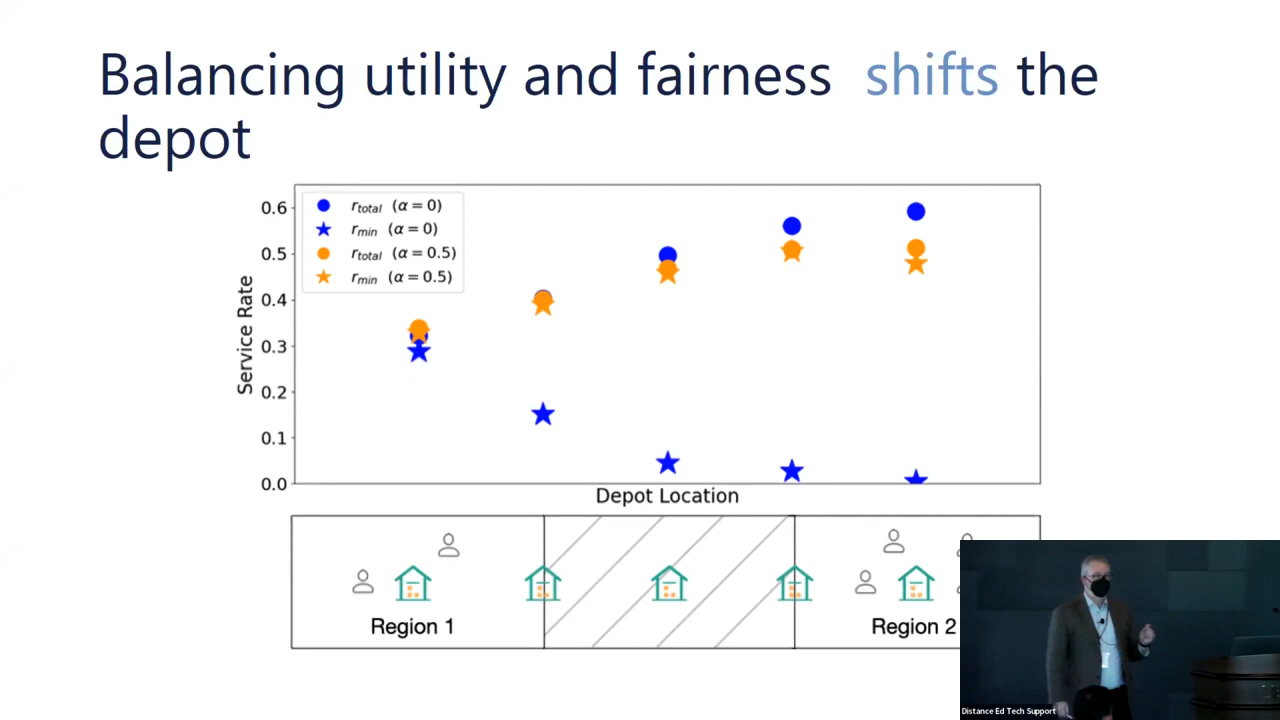 Balancing utility and fairness shifts the
depot
r_total (α = 0)
r_min (α = 0)
r_total (α = 0.5)
r_min (α = 0.5)
Service Rate
0.6
0.5
0.4
0.3
0.2
0.1
0.0
Depot Location
Region 1
Region 2
Distance Ed Tech Support